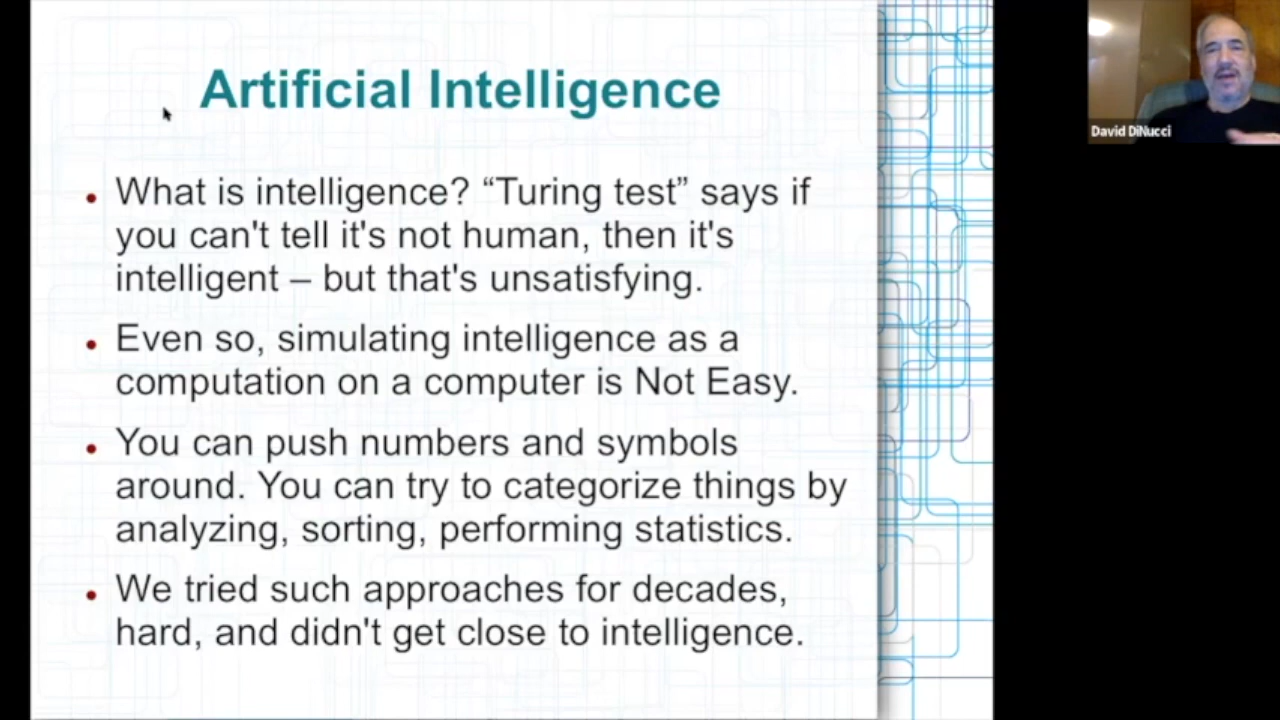 Artificial Intelligence
What is intelligence? “Turing test” says if
you can't tell it's not human, then it's
intelligent – but that's unsatisfying.
Even so, simulating intelligence as a
computation on a computer is Not Easy.
You can push numbers and symbols
around. You can try to categorize things by
analyzing, sorting, performing statistics.
We tried such approaches for decades,
hard, and didn't get close to intelligence.
David DiNucci